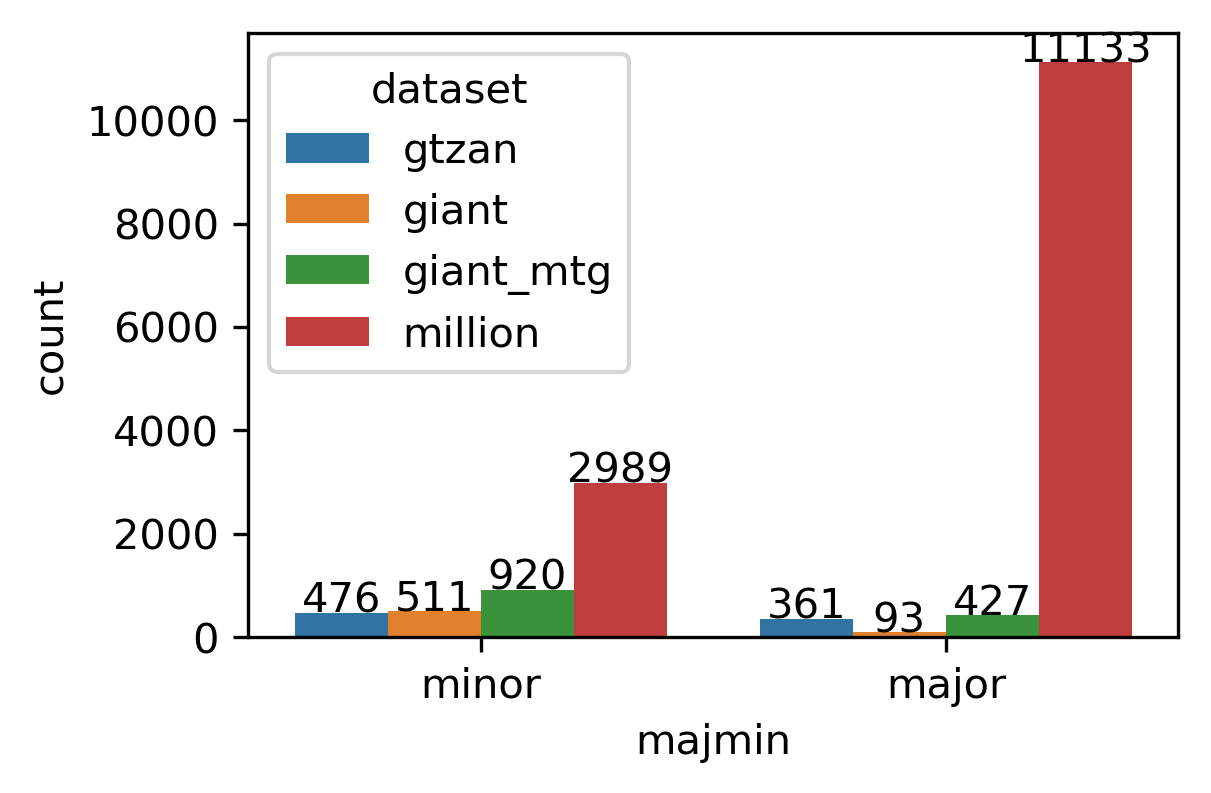 dataset
gtzan
giant
giant_mtg
million
count
10000
8000
6000
4000
2000
0
476 511 920 2989
361 93 427 11133
minor major
majmin